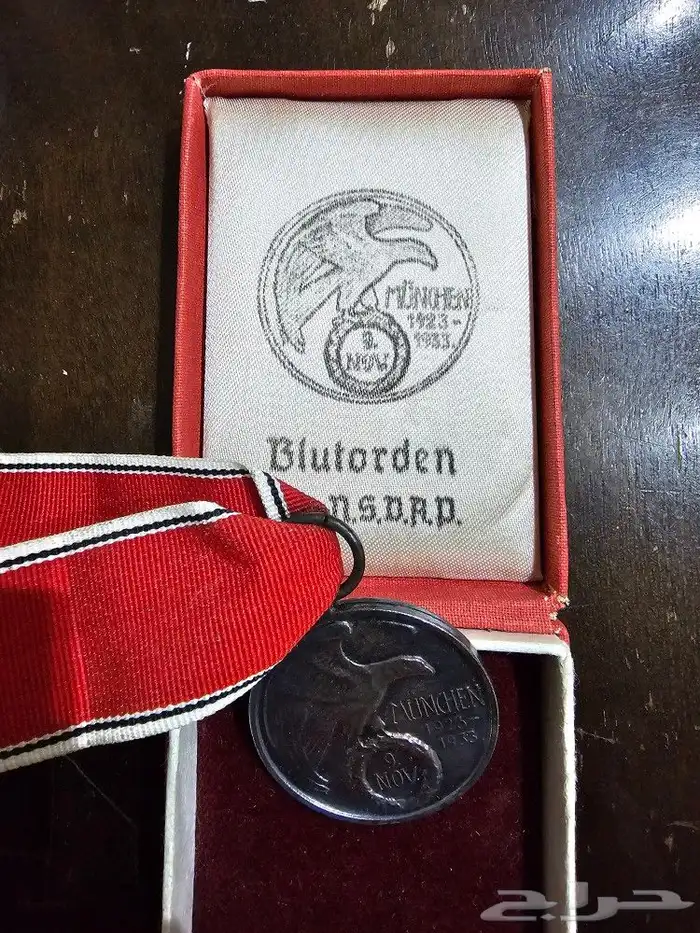 MÜNCHEN
1923-
1933.
9.
NOV.
Blutorden
N.S.D.A.P.
MÜNCHEN
1923-
1933
9.
NOV.
حراج